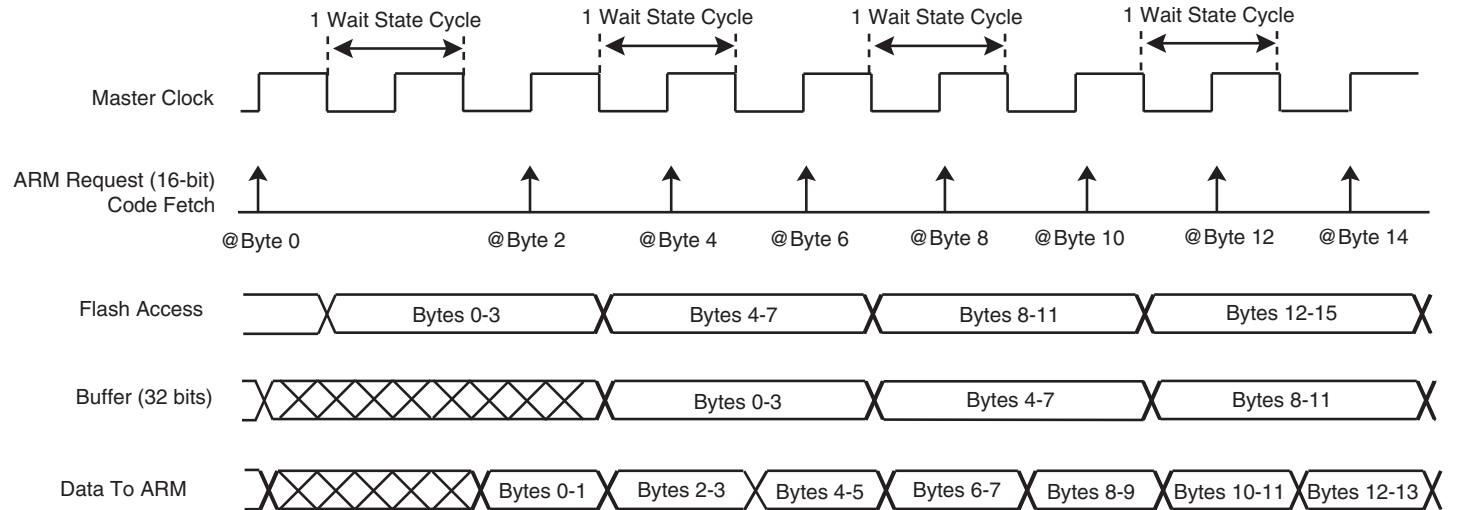 1 Wait State Cycle 1 Wait State Cycle 1 Wait State Cycle 1 Wait State Cycle
Master Clock
ARM Request (16-bit)
Code Fetch
@Byte 0 @Byte 2 @Byte 4 @Byte 6 @Byte 8 @Byte 10 @Byte 12 @Byte 14
Flash Access Bytes 0-3 Bytes 4-7 Bytes 8-11 Bytes 12-15
Buffer (32 bits) Bytes 0-3 Bytes 4-7 Bytes 8-11
Data To ARM Bytes 0-1 Bytes 2-3 Bytes 4-5 Bytes 6-7 Bytes 8-9 Bytes 10-11 Bytes 12-13